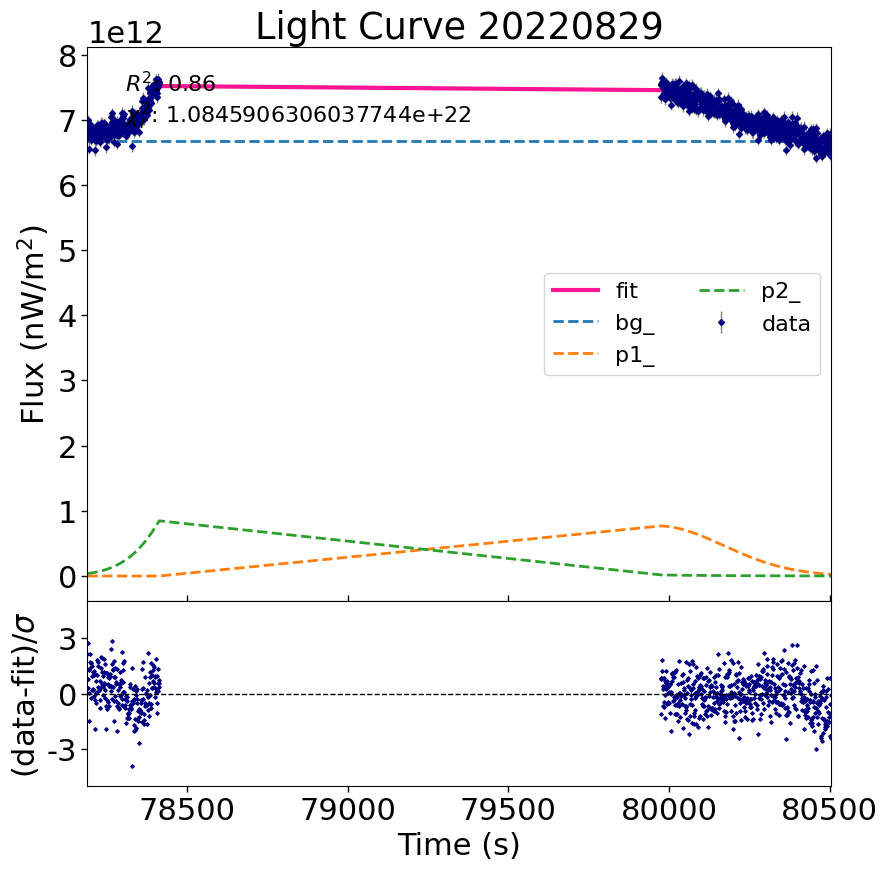 Light Curve 20220829
1e12
8
7
6
5
4
3
2
1
0
Flux (nW/m²)
R²: 0.86
: 1.0845906306037744e+22
fit
bg_
p1_
p2_
data
3
0
-3
(data-fit)/σ
78500 79000 79500 80000 80500
Time (s)